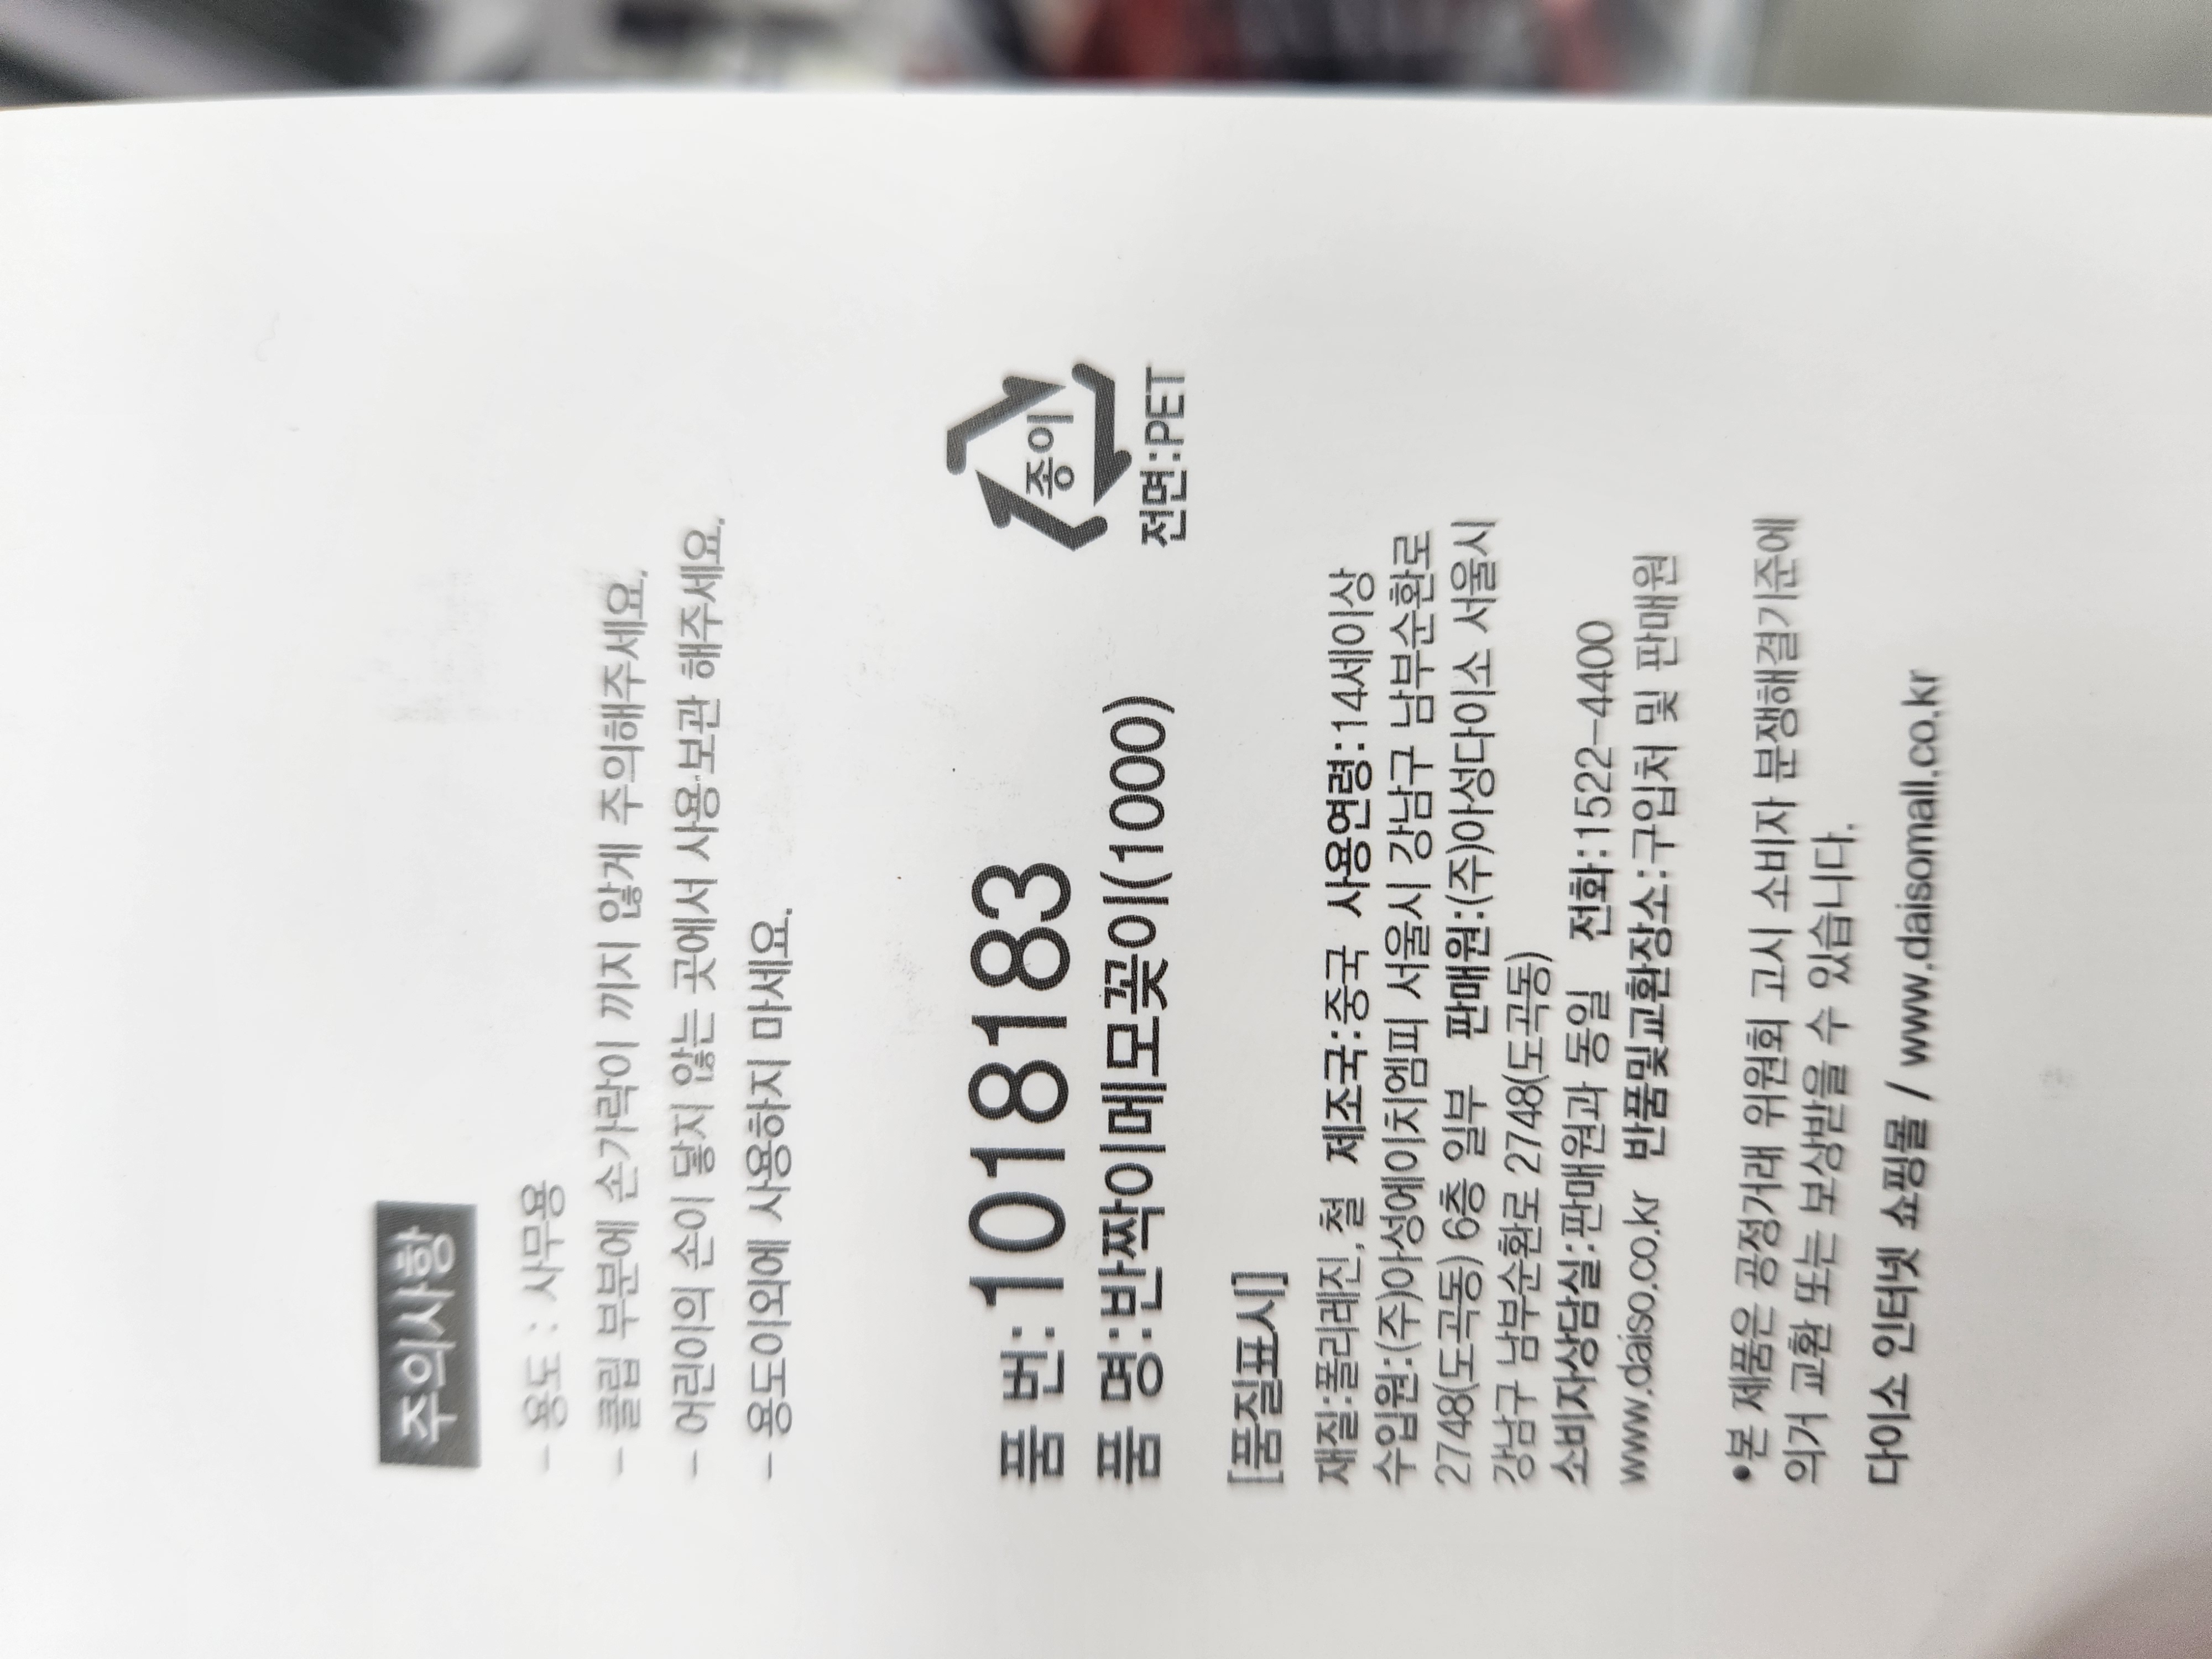 주의사항
- 용도 : 사무용
- 클립 부분에 손가락이 끼지 않게 주의해주세요.
- 어린이의 손이 닿지 않는 곳에서 사용·보관 해주세요.
- 용도이외에 사용하지 마세요.
종이
전면:PET
품 번:1018183
품 명:반짝이메모꽂이(1000)
[품질표시]
재질:폴리레진, 철 제조국:중국 사용연령:14세이상
수입원:(주)아성에이치엠피 서울시 강남구 남부순환로
2748(도곡동) 6층 일부 판매원:(주)아성다이소 서울시
강남구 남부순환로 2748(도곡동)
소비자상담실:판매원과 동일 전화:1522-4400
www.daiso.co.kr 반품및교환장소:구입처 및 판매원
•본 제품은 공정거래 위원회 고시 소비자 분쟁해결기준에
의거 교환 또는 보상받을 수 있습니다.
다이소 인터넷 쇼핑몰 / www.daisomall.co.kr